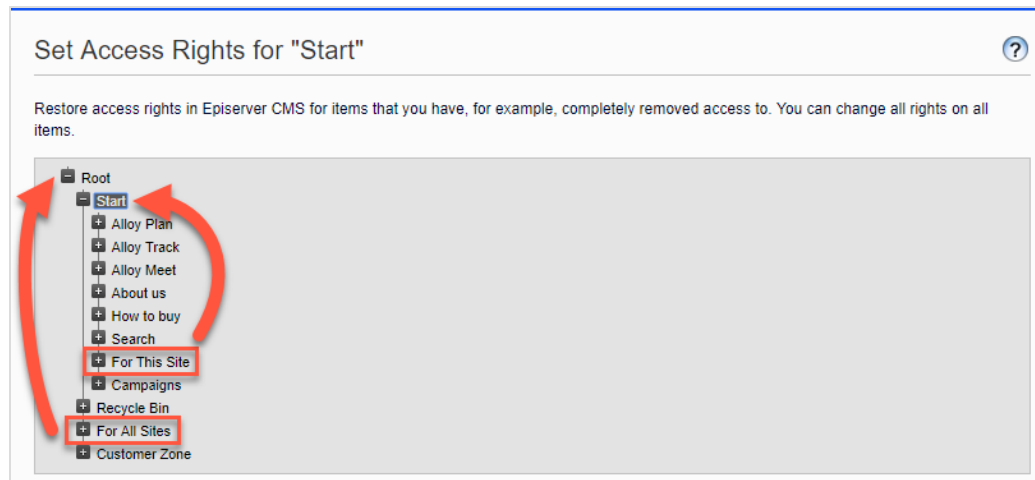 Set Access Rights for "Start"
?
Restore access rights in Episerver CMS for items that you have, for example, completely removed access to. You can change all rights on all
items.
Root
Start
Alloy Plan
Alloy Track
Alloy Meet
About us
How to buy
Search
For This Site
Campaigns
Recycle Bin
For All Sites
Customer Zone